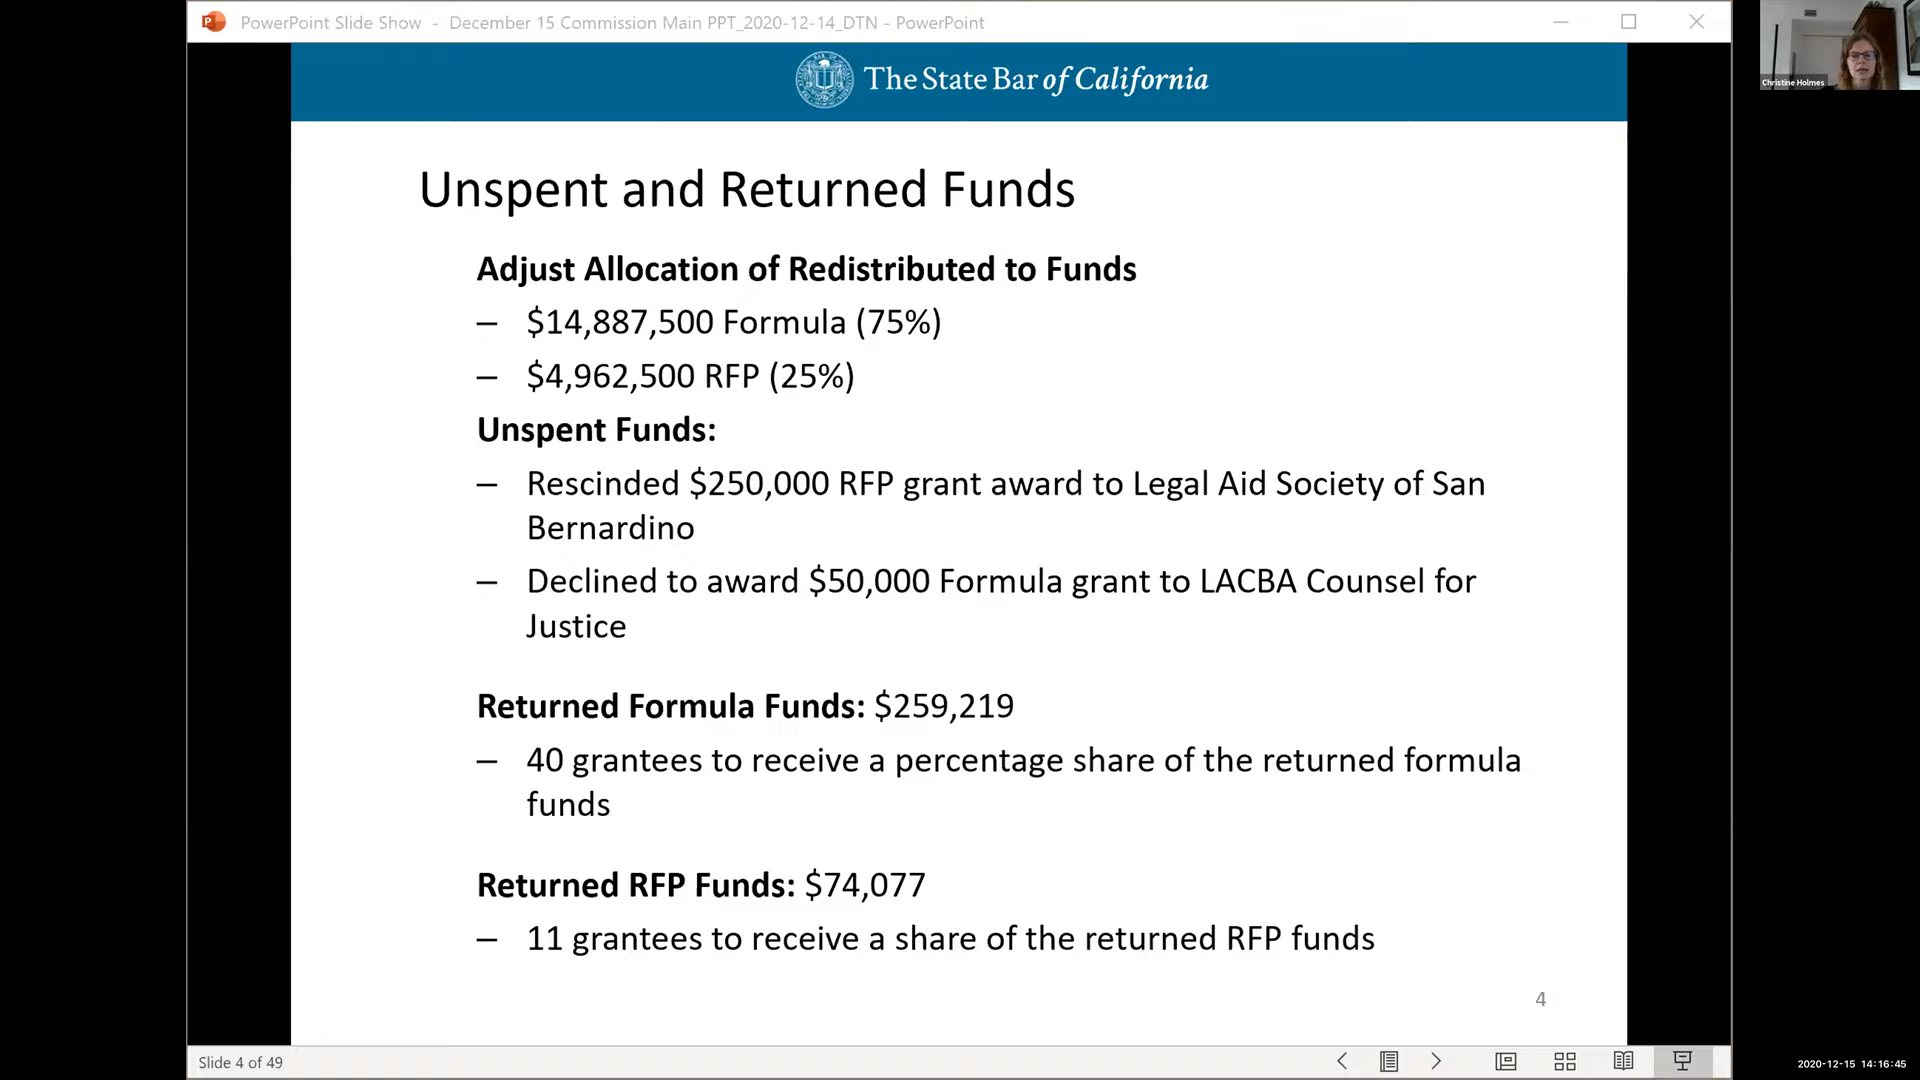 PowerPoint Slide Show - December 15 Commission Main PPT_2020-12-14_DTN - PowerPoint
Christine Holmes
The State Bar of California
Unspent and Returned Funds
Adjust Allocation of Redistributed to Funds
– $14,887,500 Formula (75%)
– $4,962,500 RFP (25%)
Unspent Funds:
– Rescinded $250,000 RFP grant award to Legal Aid Society of San
Bernardino
– Declined to award $50,000 Formula grant to LACBA Counsel for
Justice
Returned Formula Funds: $259,219
– 40 grantees to receive a percentage share of the returned formula
funds
Returned RFP Funds: $74,077
– 11 grantees to receive a share of the returned RFP funds
4
Slide 4 of 49
2020-12-15 14:16:45